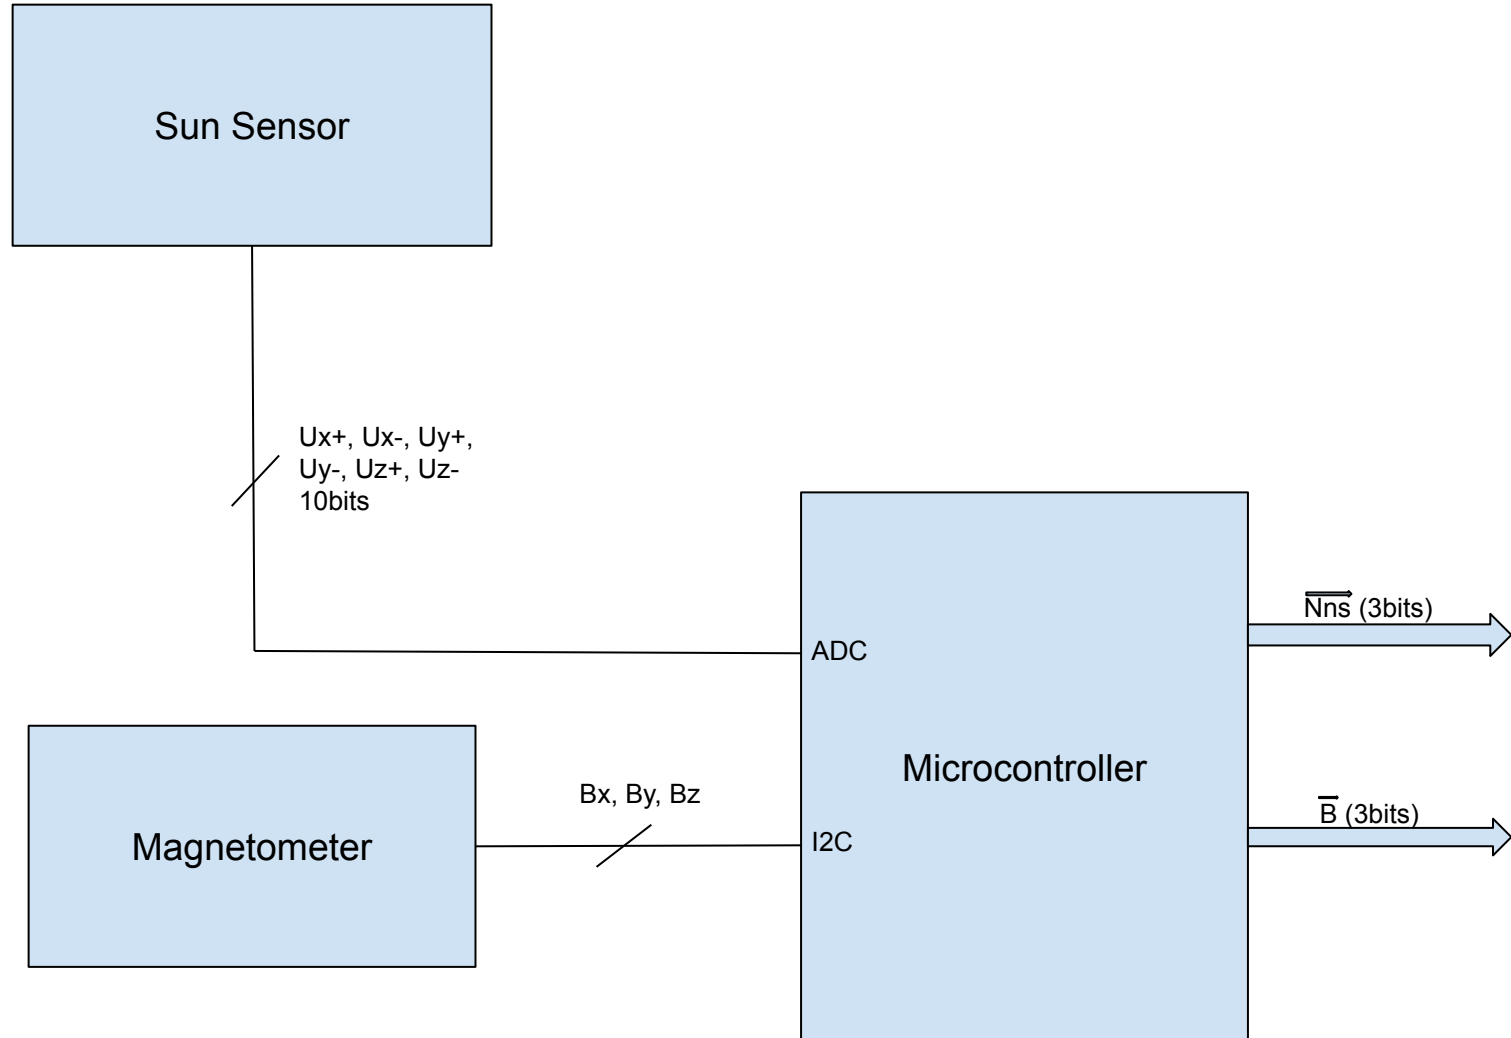 Sun Sensor
Ux+, Ux-, Uy+,
Uy-, Uz+, Uz-
10bits
Nns (3bits)
ADC
Microcontroller
Bx, By, Bz
B (3bits)
Magnetometer
I2C